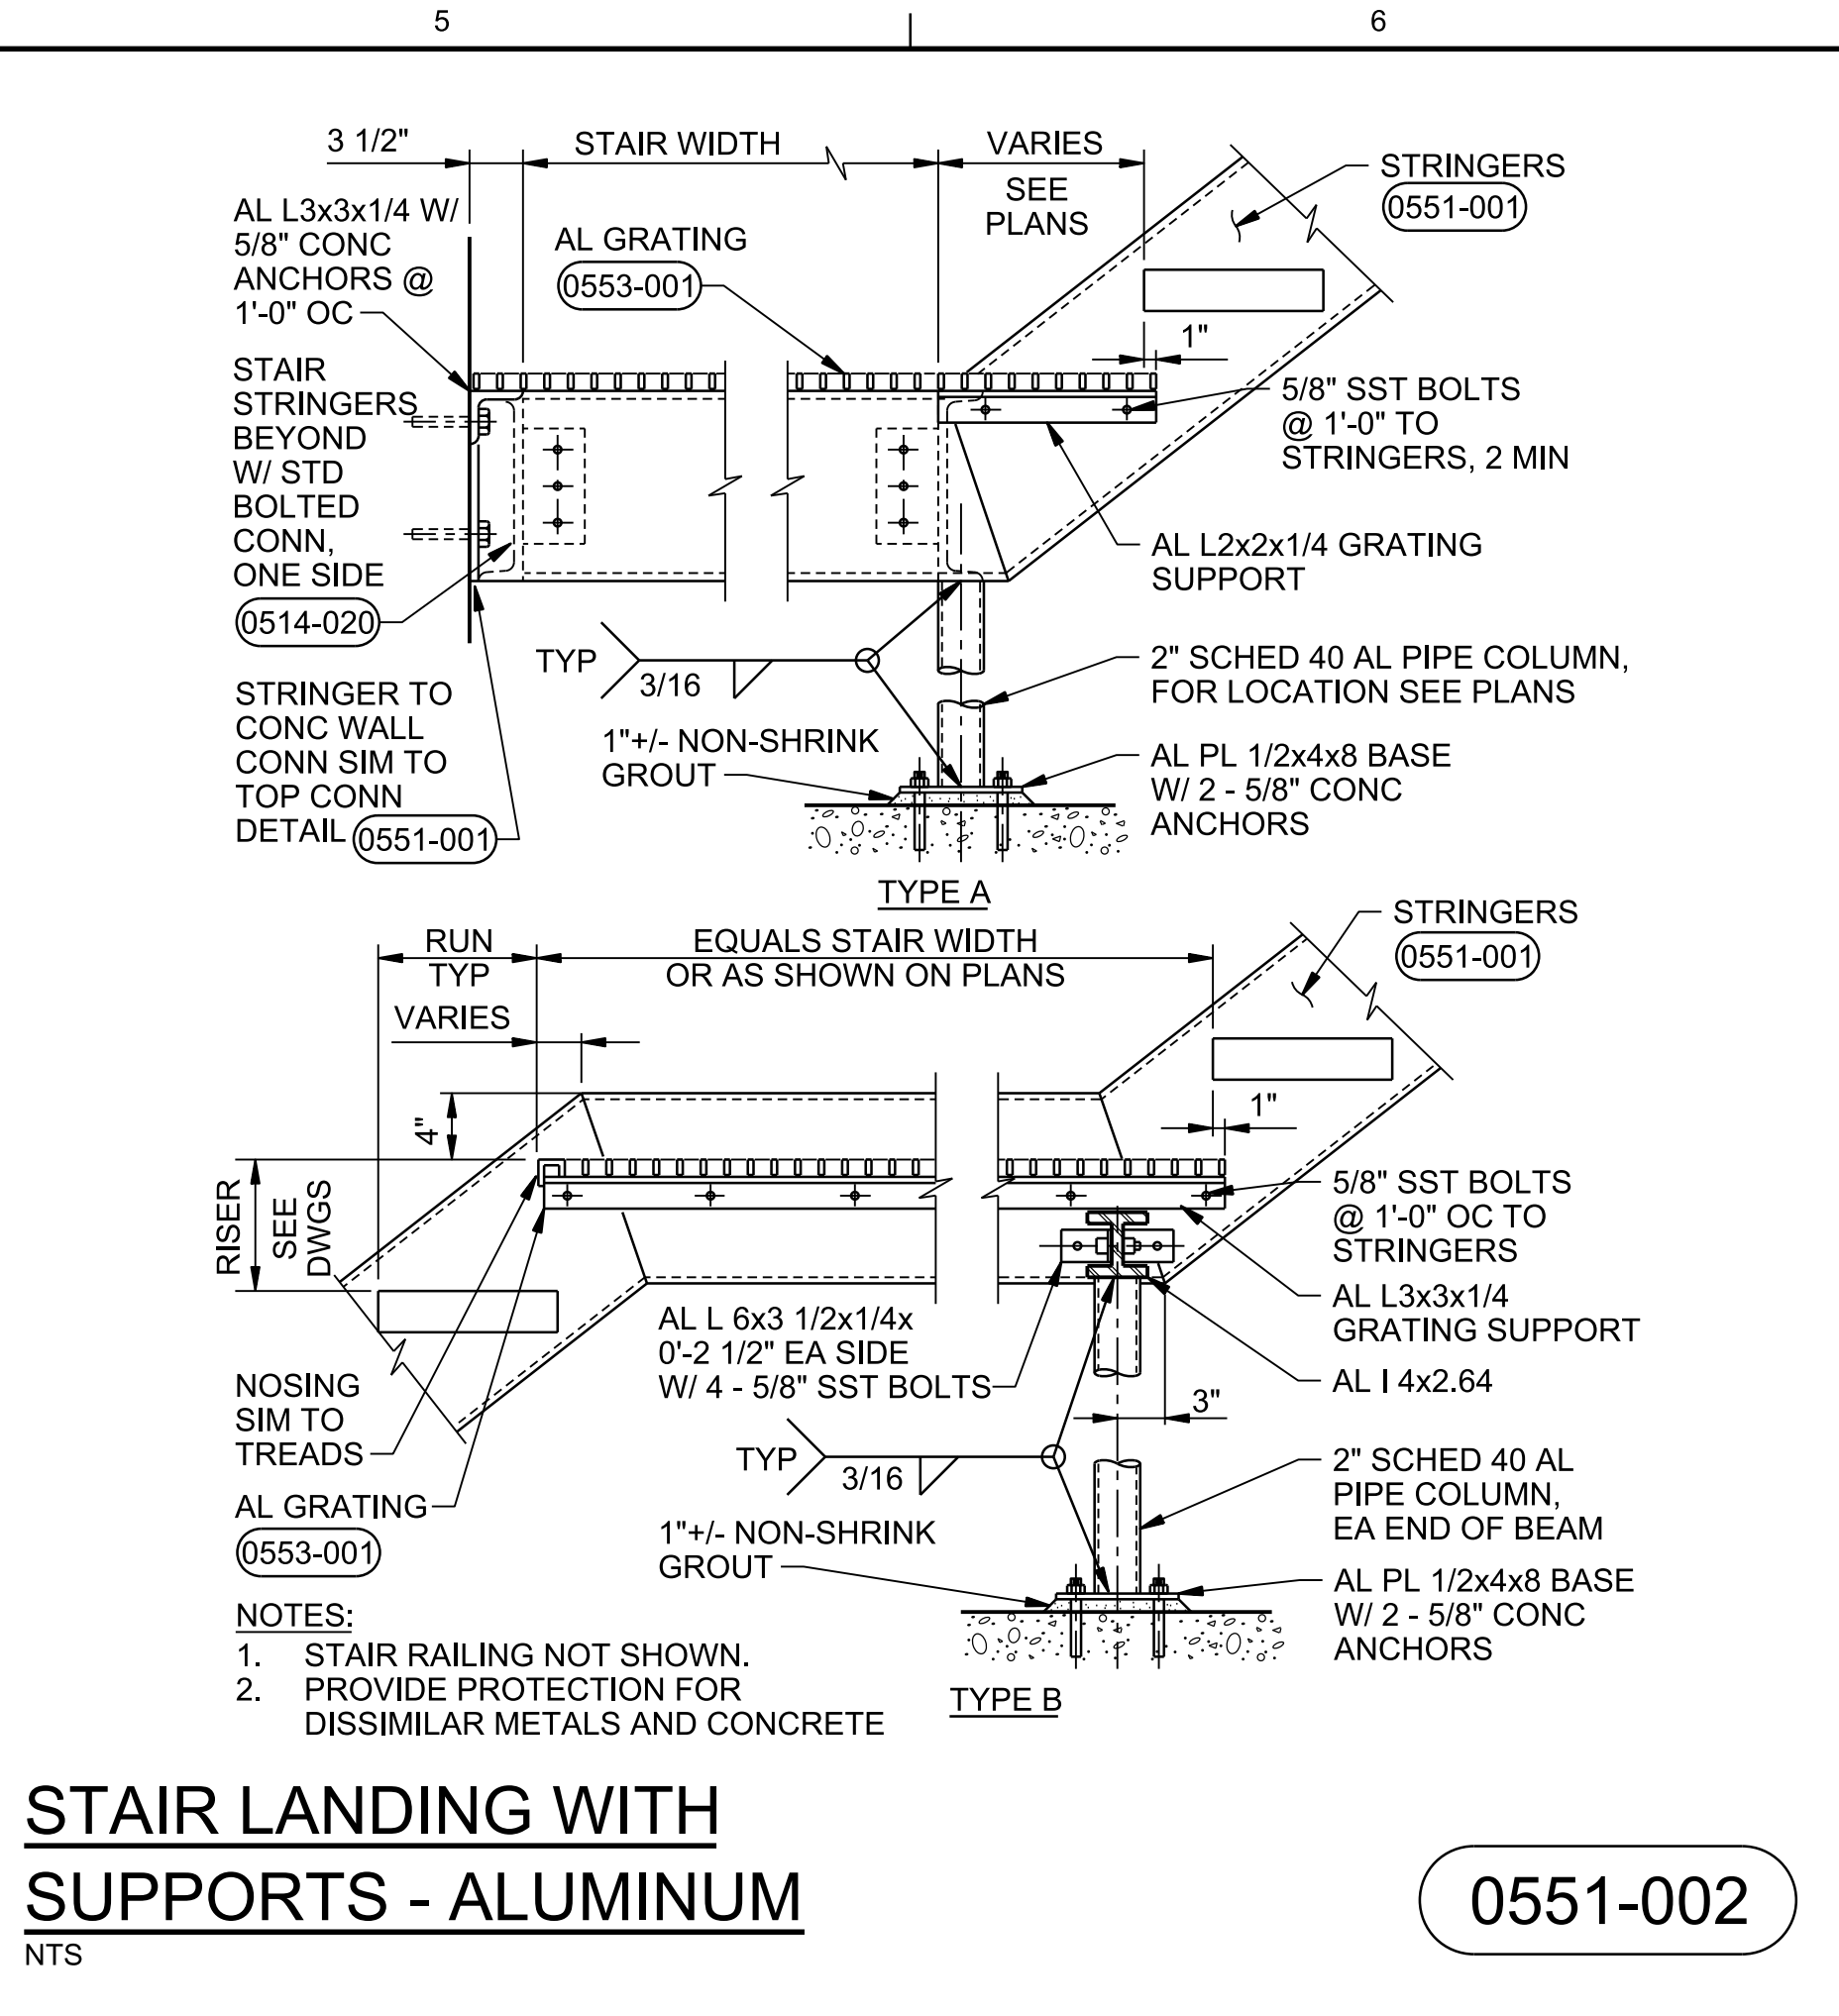 5
6
3 1/2"
STAIR WIDTH
VARIES
SEE
PLANS
STRINGERS
0551-001
AL L3x3x1/4 W/
5/8" CONC
ANCHORS @
1'-0" OC
AL GRATING
0553-001
1"
STAIR
STRINGERS
BEYOND
W/ STD
BOLTED
CONN,
ONE SIDE
0514-020
5/8" SST BOLTS
@ 1'-0" TO
STRINGERS, 2 MIN
AL L2x2x1/4 GRATING
SUPPORT
TYP
3/16
2" SCHED 40 AL PIPE COLUMN,
FOR LOCATION SEE PLANS
STRINGER TO
CONC WALL
CONN SIM TO
TOP CONN
DETAIL 0551-001
1"+/- NON-SHRINK
GROUT
AL PL 1/2x4x8 BASE
W/ 2 - 5/8" CONC
ANCHORS
TYPE A
RUN
TYP
EQUALS STAIR WIDTH
OR AS SHOWN ON PLANS
STRINGERS
0551-001
VARIES
4"
1"
RISER
SEE
DWGS
5/8" SST BOLTS
@ 1'-0" OC TO
STRINGERS
AL L3x3x1/4
GRATING SUPPORT
AL L 6x3 1/2x1/4x
0'-2 1/2" EA SIDE
W/ 4 - 5/8" SST BOLTS
AL I 4x2.64
NOSING
SIM TO
TREADS
3"
TYP
3/16
2" SCHED 40 AL
PIPE COLUMN,
EA END OF BEAM
AL GRATING
0553-001
1"+/- NON-SHRINK
GROUT
AL PL 1/2x4x8 BASE
W/ 2 - 5/8" CONC
ANCHORS
NOTES:
1. STAIR RAILING NOT SHOWN.
2. PROVIDE PROTECTION FOR
DISSIMILAR METALS AND CONCRETE
TYPE B
STAIR LANDING WITH
SUPPORTS - ALUMINUM
NTS
0551-002